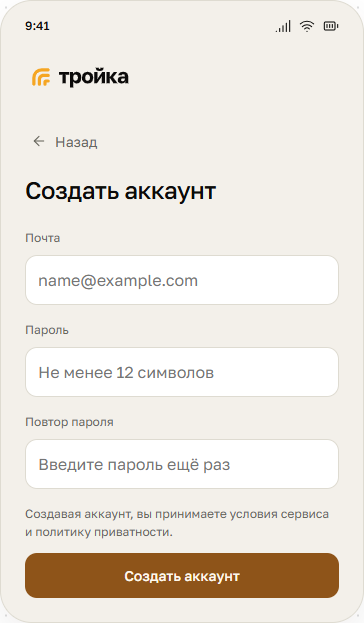 9:41
тройка
Назад
Создать аккаунт
Почта
name@example.com
Пароль
Не менее 12 символов
Повтор пароля
Введите пароль ещё раз
Создавая аккаунт, вы принимаете условия сервиса
и политику приватности.
Создать аккаунт